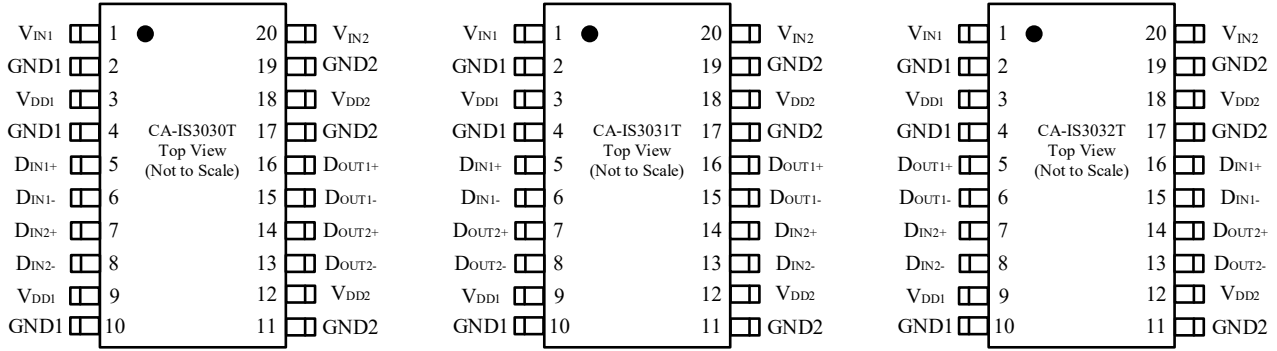 VIN1 1 20 VIN2
GND1 2 19 GND2
VDD1 3 18 VDD2
GND1 4 17 GND2
DIN1+ 5 16 DOUT1+
DIN1- 6 15 DOUT1-
DIN2+ 7 14 DOUT2+
DIN2- 8 13 DOUT2-
VDD1 9 12 VDD2
GND1 10 11 GND2
CA-IS3030T
Top View
(Not to Scale)
VIN1 1 20 VIN2
GND1 2 19 GND2
VDD1 3 18 VDD2
GND1 4 17 GND2
DIN1+ 5 16 DOUT1+
DIN1- 6 15 DOUT1-
DOUT2+ 7 14 DIN2+
DOUT2- 8 13 DIN2-
VDD1 9 12 VDD2
GND1 10 11 GND2
CA-IS3031T
Top View
(Not to Scale)
VIN1 1 20 VIN2
GND1 2 19 GND2
VDD1 3 18 VDD2
GND1 4 17 GND2
DOUT1+ 5 16 DIN1+
DOUT1- 6 15 DIN1-
DIN2+ 7 14 DOUT2+
DIN2- 8 13 DOUT2-
VDD1 9 12 VDD2
GND1 10 11 GND2
CA-IS3032T
Top View
(Not to Scale)